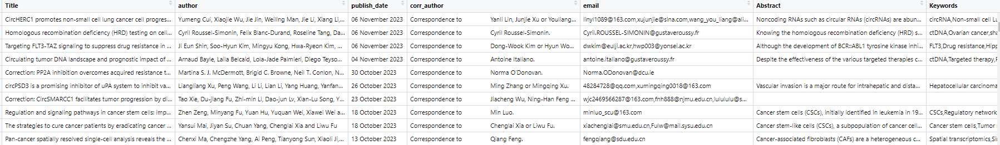 Title author publish_date corr_author email Abstract Keywords
CircHERC1 promotes non-small cell lung cancer cell progres... Yumeng Cui, Xiaojie Wu, Jie Jin, Weiling Man, Jie Li, Xiang Li,... 06 November 2023 Correspondence to Yanli Lin, Junjie Xu or Youliang... linyl1089@163.com,xujunjie@sina.com,wang_you_liang@ali... Noncoding RNAs such as circular RNAs (circRNAs) are abun... circRNA,Non-small cell Lu
Homologous recombination deficiency (HRD) testing on cell... Cyril Roussel-Simonin, Felix Blanc-Durand, Roseline Tang, Da... 06 November 2023 Correspondence to Cyril Roussel-Simonin. Cyril.ROUSSEL-SIMONIN@gustaveroussy.fr Knowing the homologous recombination deficiency (HRD) s... ctDNA,Ovarian cancer,sha
Targeting FLT3-TAZ signaling to suppress drug resistance in ... Ji Eun Shin, Soo-Hyun Kim, Mingyu Kong, Hwa-Ryeon Kim, ... 06 November 2023 Correspondence to Dong-Wook Kim or Hyun Wo... dwkim@eulji.ac.kr,hwp003@yonsei.ac.kr Although the development of BCR::ABL1 tyrosine kinase inhi... FLT3,Drug resistance,Hipp
Circulating tumor DNA landscape and prognostic impact of ... Arnaud Bayle, Laila Belcaid, Lola-Jade Palmieri, Diego Teyso... 04 November 2023 Correspondence to Antoine Italiano. antoine.italiano@gustaveroussy.fr Despite the effectiveness of the various targeted therapies c... ctDNA,Targeted therapy,F
Correction: PP2A inhibition overcomes acquired resistance t... Martina S. J. McDermott, Brigid C. Browne, Neil T. Conlon, N... 30 October 2023 Correspondence to Norma O'Donovan. Norma.ODonovan@dcu.ie
circPSD3 is a promising inhibitor of uPA system to inhibit va... Liangliang Xu, Peng Wang, Li Li, Lian Li, Yang Huang, Yanfan... 26 October 2023 Correspondence to Ming Zhang or Mingqing Xu. 48284728@qq.com,xumingqing0018@163.com Vascular invasion is a major route for intrahepatic and dista... Hepatocellular carcinoma
Correction: CircSMARCC1 facilitates tumor progression by di... Tao Xie, Du-jiang Fu, Zhi-min Li, Dao-jun Lv, Xian-Lu Song, Y... 23 October 2023 Correspondence to Jiacheng Wu, Ning-Han Feng ... wjc2469566287@163.com,fnh888@njmu.edu.cn,lulululu@s...
Regulation and signaling pathways in cancer stem cells: imp... Zhen Zeng, Minyang Fu, Yuan Hu, Yuquan Wei, Xiawei Wei a... 18 October 2023 Correspondence to Min Luo. minluo_scu@163.com Cancer stem cells (CSCs), initially identified in leukemia in 19... CSCs,Regulatory network
The strategies to cure cancer patients by eradicating cancer ... Yansui Mai, Jiyan Su, Chuan Yang, Chenglai Xia and Liwu Fu 18 October 2023 Correspondence to Chenglai Xia or Liwu Fu. xiachenglai@smu.edu.cn,Fulw@mail.sysu.edu.cn Cancer stem-like cells (CSCs), a subpopulation of cancer cell... Cancer stem cells,Tumor
Pan-cancer spatially resolved single-cell analysis reveals the ... Chenxi Ma, Chengzhe Yang, Ai Peng, Tianyong Sun, Xiaoli Ji,... 13 October 2023 Correspondence to Qiang Feng. fengqiang@sdu.edu.cn Cancer-associated fibroblasts (CAFs) are a heterogeneous c... Spatial transcriptomics,Sin